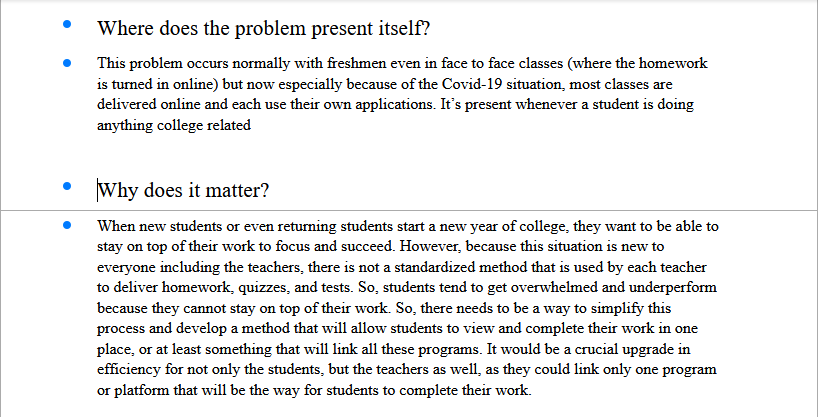 Where does the problem present itself?
This problem occurs normally with freshmen even in face to face classes (where the homework
is turned in online) but now especially because of the Covid-19 situation, most classes are
delivered online and each use their own applications. It’s present whenever a student is doing
anything college related
Why does it matter?
When new students or even returning students start a new year of college, they want to be able to
stay on top of their work to focus and succeed. However, because this situation is new to
everyone including the teachers, there is not a standardized method that is used by each teacher
to deliver homework, quizzes, and tests. So, students tend to get overwhelmed and underperform
because they cannot stay on top of their work. So, there needs to be a way to simplify this
process and develop a method that will allow students to view and complete their work in one
place, or at least something that will link all these programs. It would be a crucial upgrade in
efficiency for not only the students, but the teachers as well, as they could link only one program
or platform that will be the way for students to complete their work.